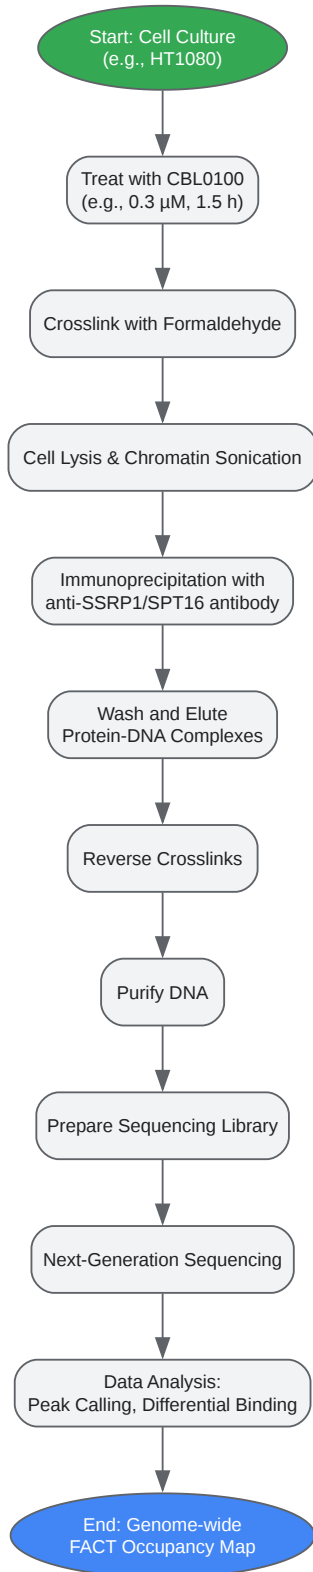 Start: Cell Culture
(e.g., HT1080)
Treat with CBL0100
(e.g., 0.3 µM, 1.5 h)
Crosslink with Formaldehyde
Cell Lysis & Chromatin Sonication
Immunoprecipitation with
anti-SSRP1/SPT16 antibody
Wash and Elute
Protein-DNA Complexes
Reverse Crosslinks
Purify DNA
Prepare Sequencing Library
Next-Generation Sequencing
Data Analysis:
Peak Calling, Differential Binding
End: Genome-wide
FACT Occupancy Map